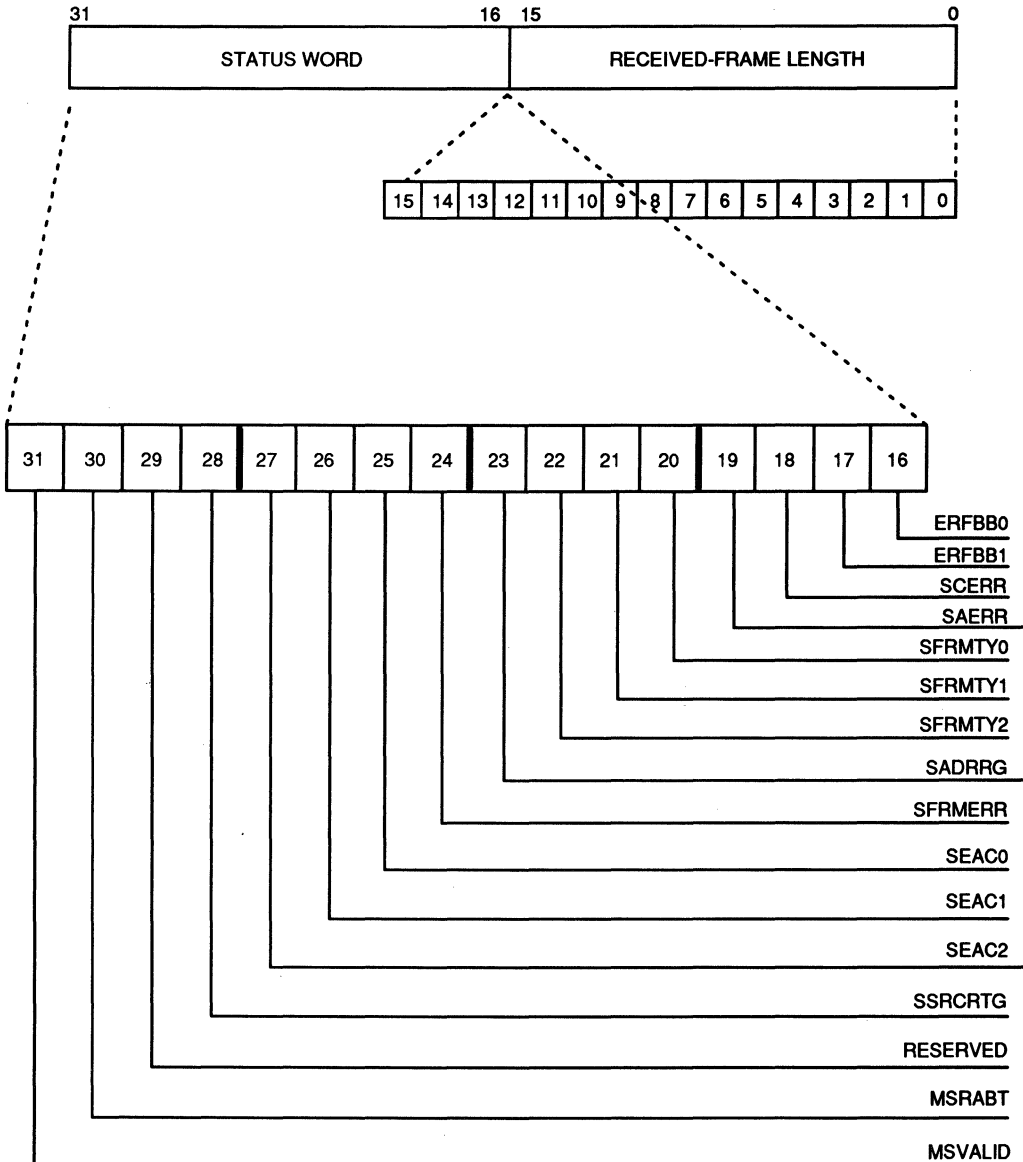 31 16 15 0
STATUS WORD RECEIVED-FRAME LENGTH
15 14 13 12 11 10 9 8 7 6 5 4 3 2 1 0
31 30 29 28 27 26 25 24 23 22 21 20 19 18 17 16
ERFBB0
ERFBB1
SCERR
SAERR
SFRMTY0
SFRMTY1
SFRMTY2
SADRRG
SFRMERR
SEAC0
SEAC1
SEAC2
SSRCRTG
RESERVED
MSRABT
MSVALID